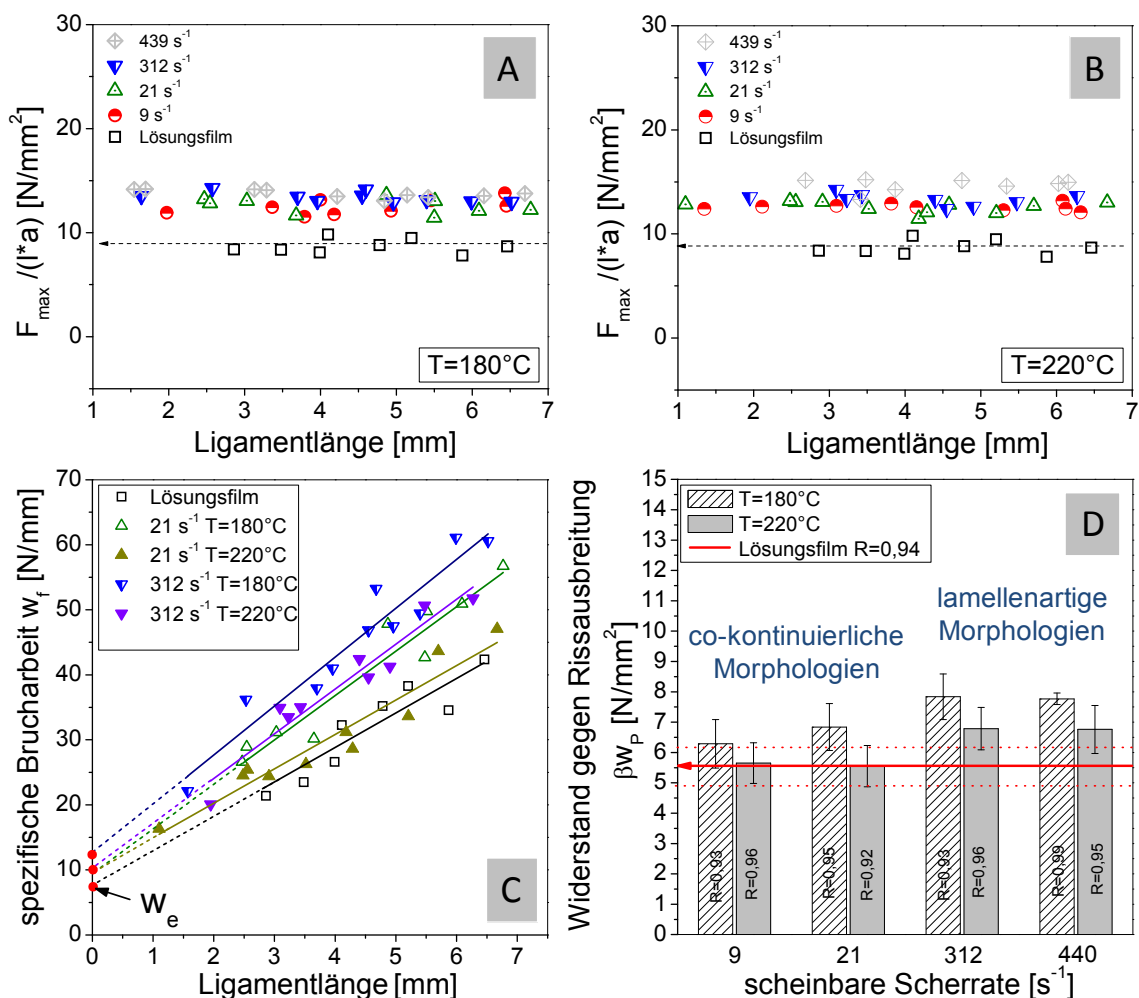 30
20
10
0
F_max /(l*a) [N/mm²]
439 s⁻¹
312 s⁻¹
21 s⁻¹
9 s⁻¹
Lösungsfilm
A
T=180°C
1 2 3 4 5 6 7
Ligamentlänge [mm]
30
20
10
0
F_max /(l*a) [N/mm²]
439 s⁻¹
312 s⁻¹
21 s⁻¹
9 s⁻¹
Lösungsfilm
B
T=220°C
1 2 3 4 5 6 7
Ligamentlänge [mm]
70
60
50
40
30
20
10
0
spezifische Brucharbeit w_f [N/mm]
Lösungsfilm
21 s⁻¹ T=180°C
21 s⁻¹ T=220°C
312 s⁻¹ T=180°C
312 s⁻¹ T=220°C
C
w_e
0 1 2 3 4 5 6 7
Ligamentlänge [mm]
Widerstand gegen Rissausbreitung
βw_P [N/mm²]
15
14
13
12
11
10
9
8
7
6
5
4
3
2
1
0
T=180°C
T=220°C
Lösungsfilm R=0,94
D
co-kontinuierliche
Morphologien
lamellenartige
Morphologien
R=0,93
R=0,96
R=0,95
R=0,92
R=0,93
R=0,96
R=0,99
R=0,95
9 21 312 440
scheinbare Scherrate [s⁻¹]